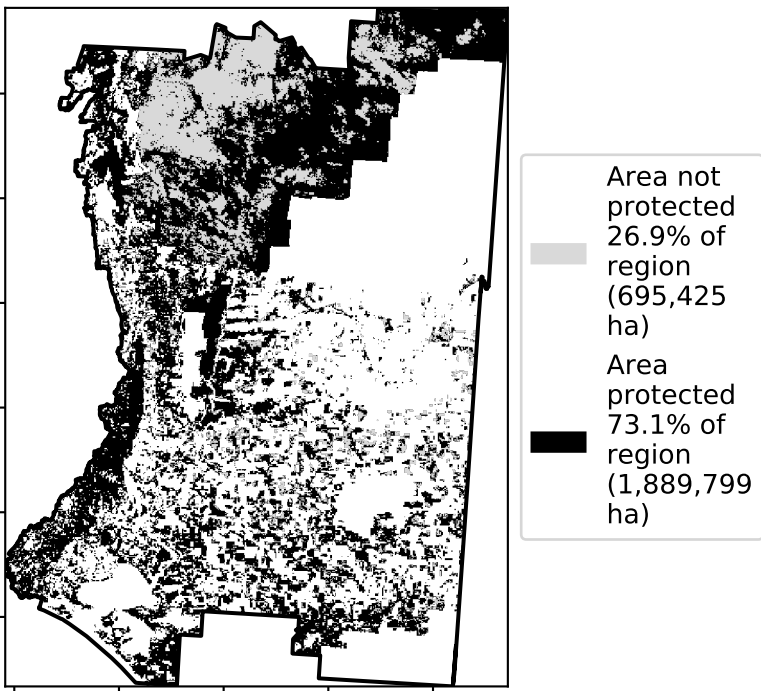 Area not
protected
26.9% of
region
(695,425
ha)
Area
protected
73.1% of
region
(1,889,799
ha)